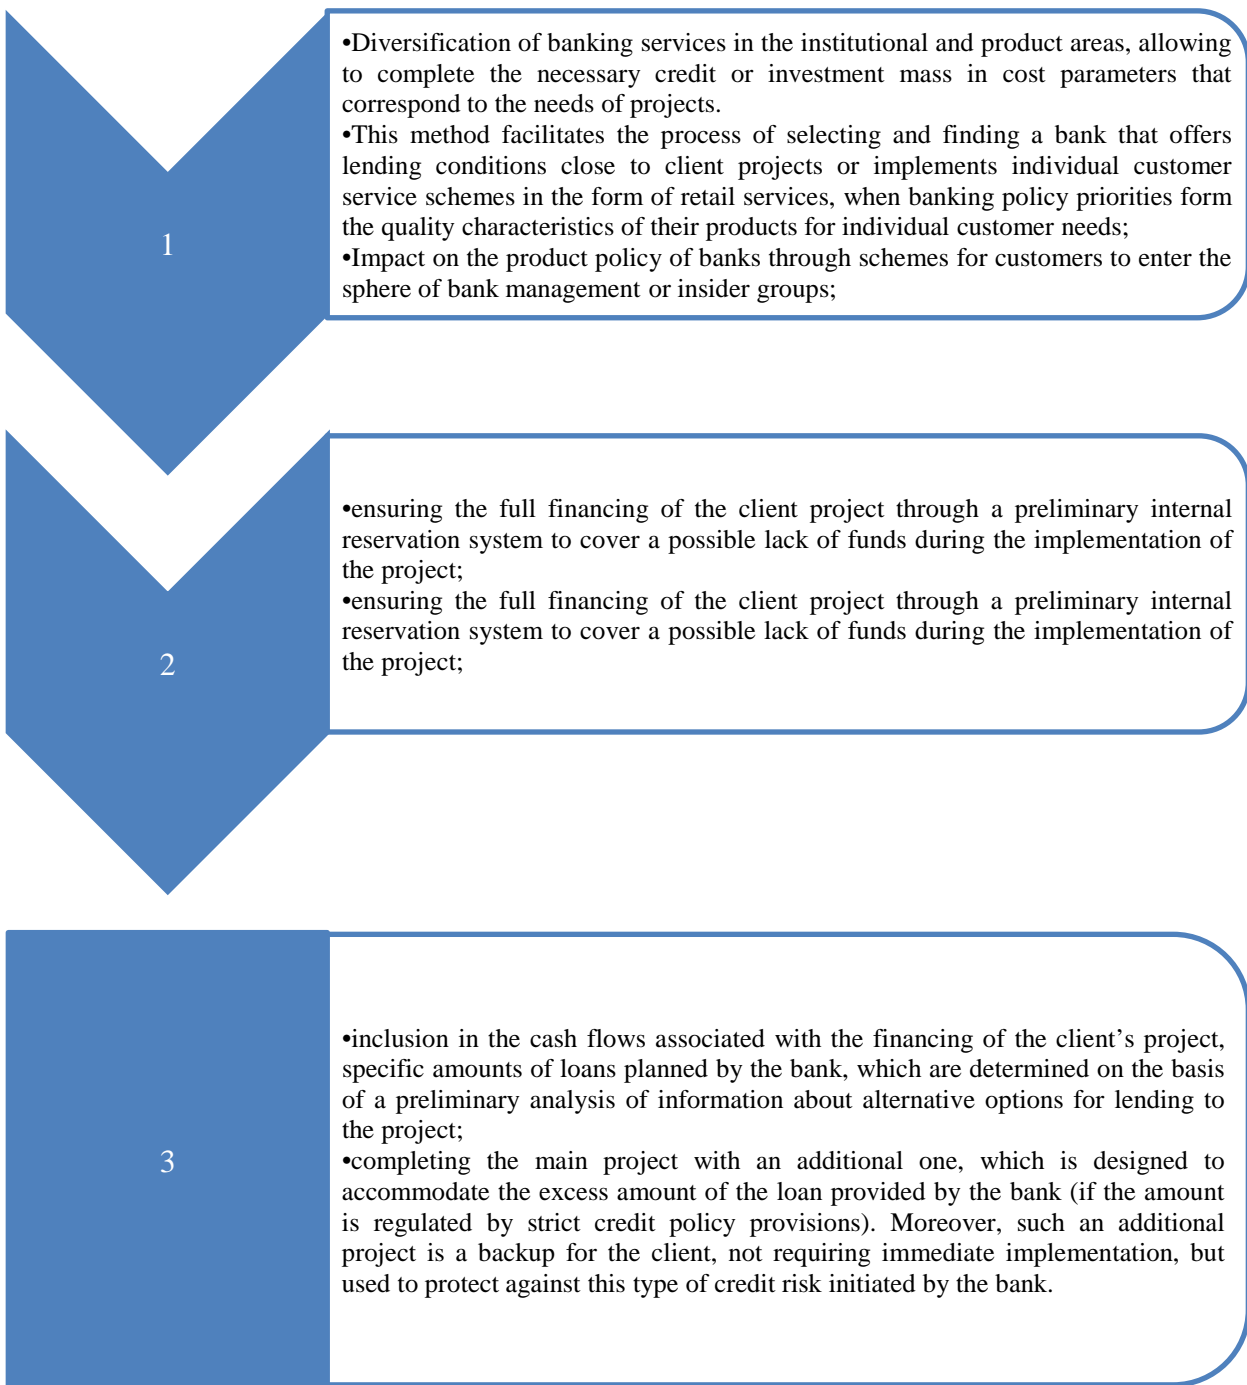 1
•Diversification of banking services in the institutional and product areas, allowing
to complete the necessary credit or investment mass in cost parameters that
correspond to the needs of projects.
•This method facilitates the process of selecting and finding a bank that offers
lending conditions close to client projects or implements individual customer
service schemes in the form of retail services, when banking policy priorities form
the quality characteristics of their products for individual customer needs;
•Impact on the product policy of banks through schemes for customers to enter the
sphere of bank management or insider groups;
2
•ensuring the full financing of the client project through a preliminary internal
reservation system to cover a possible lack of funds during the implementation of
the project;
•ensuring the full financing of the client project through a preliminary internal
reservation system to cover a possible lack of funds during the implementation of
the project;
3
•inclusion in the cash flows associated with the financing of the client’s project,
specific amounts of loans planned by the bank, which are determined on the basis
of a preliminary analysis of information about alternative options for lending to
the project;
•completing the main project with an additional one, which is designed to
accommodate the excess amount of the loan provided by the bank (if the amount
is regulated by strict credit policy provisions). Moreover, such an additional
project is a backup for the client, not requiring immediate implementation, but
used to protect against this type of credit risk initiated by the bank.